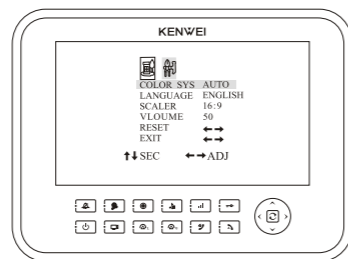 KENWEI
COLOR SYS AUTO
LANGUAGE ENGLISH
SCALER 16:9
VLOUME 50
RESET
EXIT
SEC ADJ